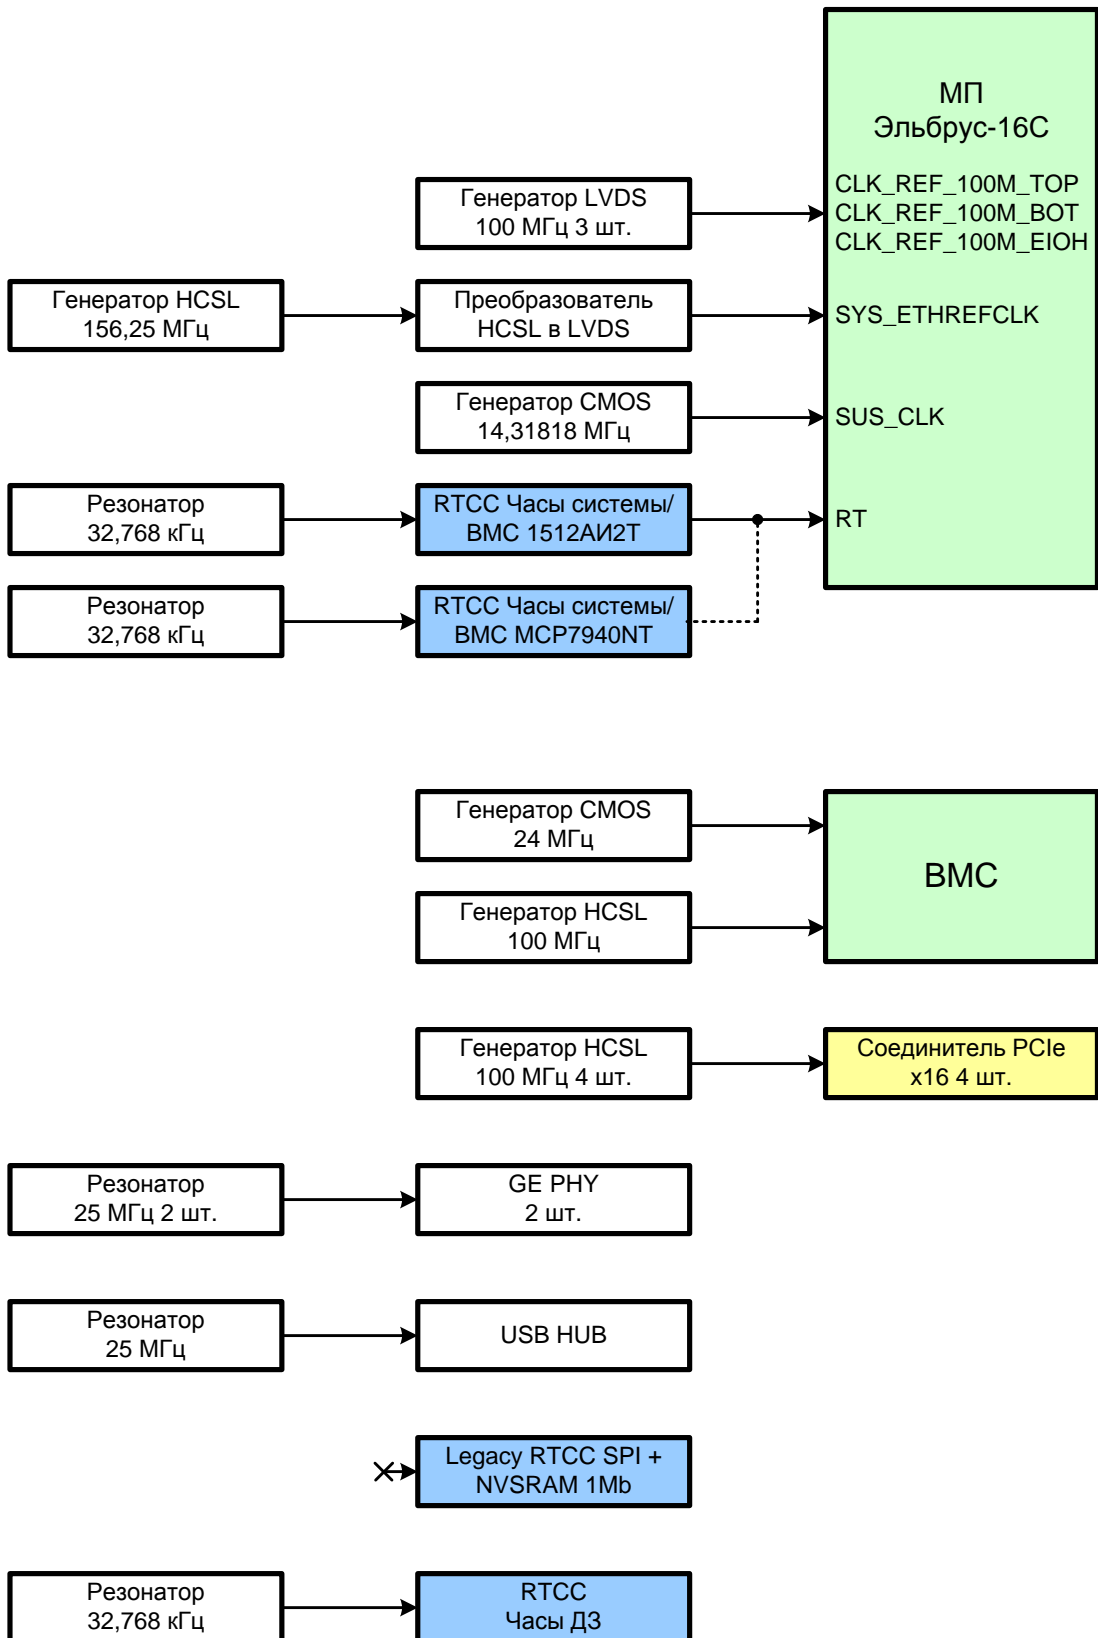 МП
Эльбрус-16С
Генератор LVDS
100 МГц 3 шт.
CLK_REF_100M_TOP
CLK_REF_100M_BOT
CLK_REF_100M_EIOH
Генератор HCSL
156,25 МГц
Преобразователь
HCSL в LVDS
SYS_ETHREFCLK
Генератор CMOS
14,31818 МГц
SUS_CLK
Резонатор
32,768 кГц
RTCC Часы системы/
BMC 1512АИ2Т
RT
Резонатор
32,768 кГц
RTCC Часы системы/
BMC MCP7940NT
Генератор CMOS
24 МГц
BMC
Генератор HCSL
100 МГц
Генератор HCSL
100 МГц 4 шт.
Соединитель PCIe
x16 4 шт.
Резонатор
25 МГц 2 шт.
GE PHY
2 шт.
Резонатор
25 МГц
USB HUB
Legacy RTCC SPI +
NVSRAM 1Mb
Резонатор
32,768 кГц
RTCC
Часы ДЗ